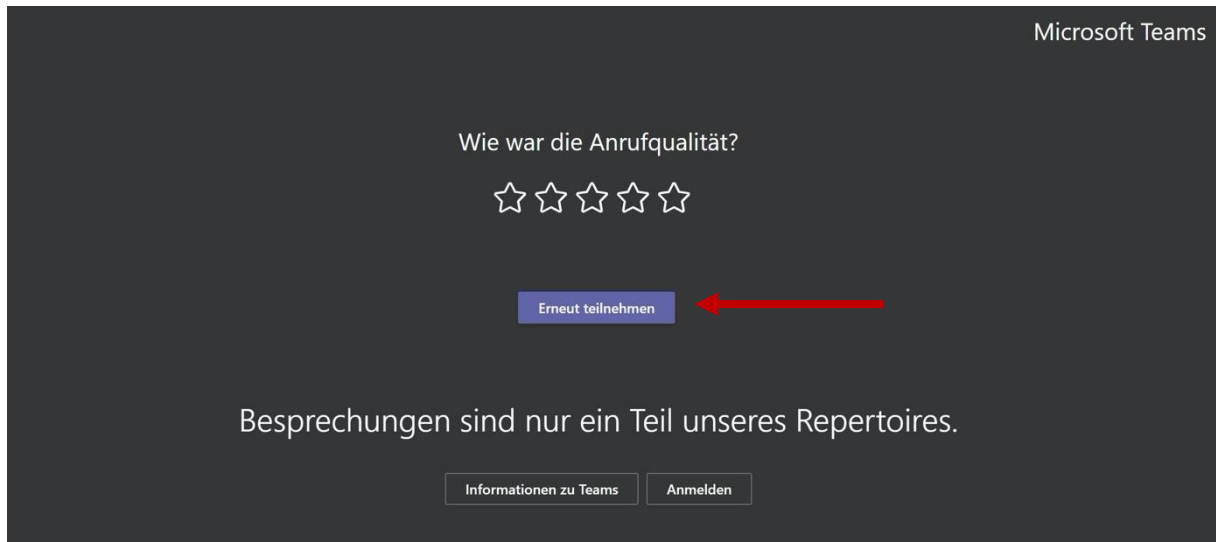 Microsoft Teams
Wie war die Anrufqualität?
Erneut teilnehmen
Besprechungen sind nur ein Teil unseres Repertoires.
Informationen zu Teams
Anmelden